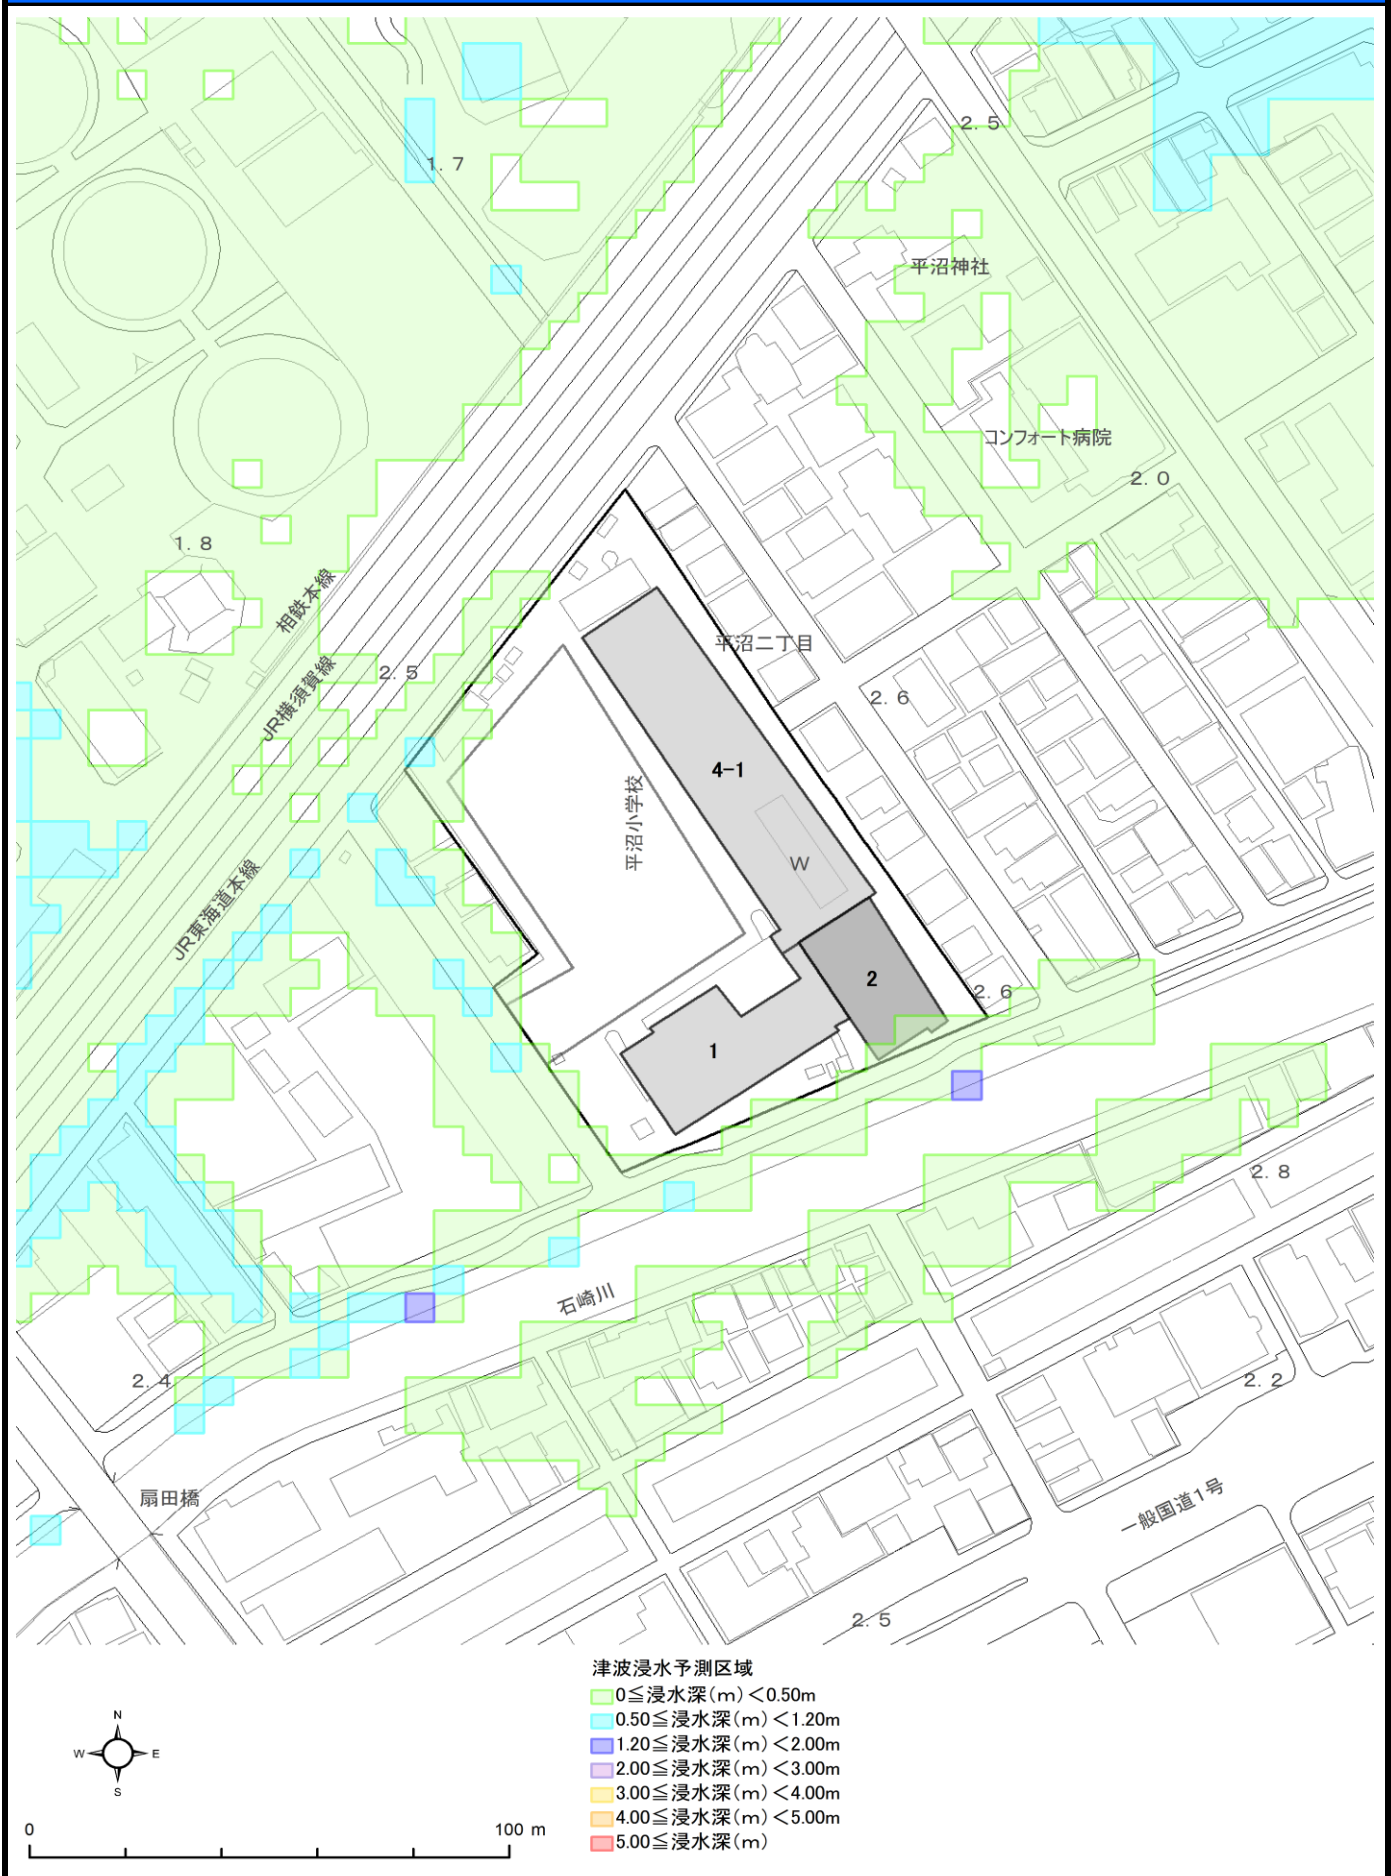 2.5
1.7
平沼神社
コンフォート病院
2.0
1.8
相鉄本線
平沼二丁目
JR横須賀線
2.5
2.6
4-1
平沼小学校
W
JR東海道本線
2
2.6
1
2.8
石崎川
2.4
2.2
扇田橋
一般国道1号
2.5
津波浸水予測区域
0≦浸水深(m)<0.50m
0.50≦浸水深(m)<1.20m
1.20≦浸水深(m)<2.00m
2.00≦浸水深(m)<3.00m
3.00≦浸水深(m)<4.00m
4.00≦浸水深(m)<5.00m
5.00≦浸水深(m)
N
W E
S
0 100 m